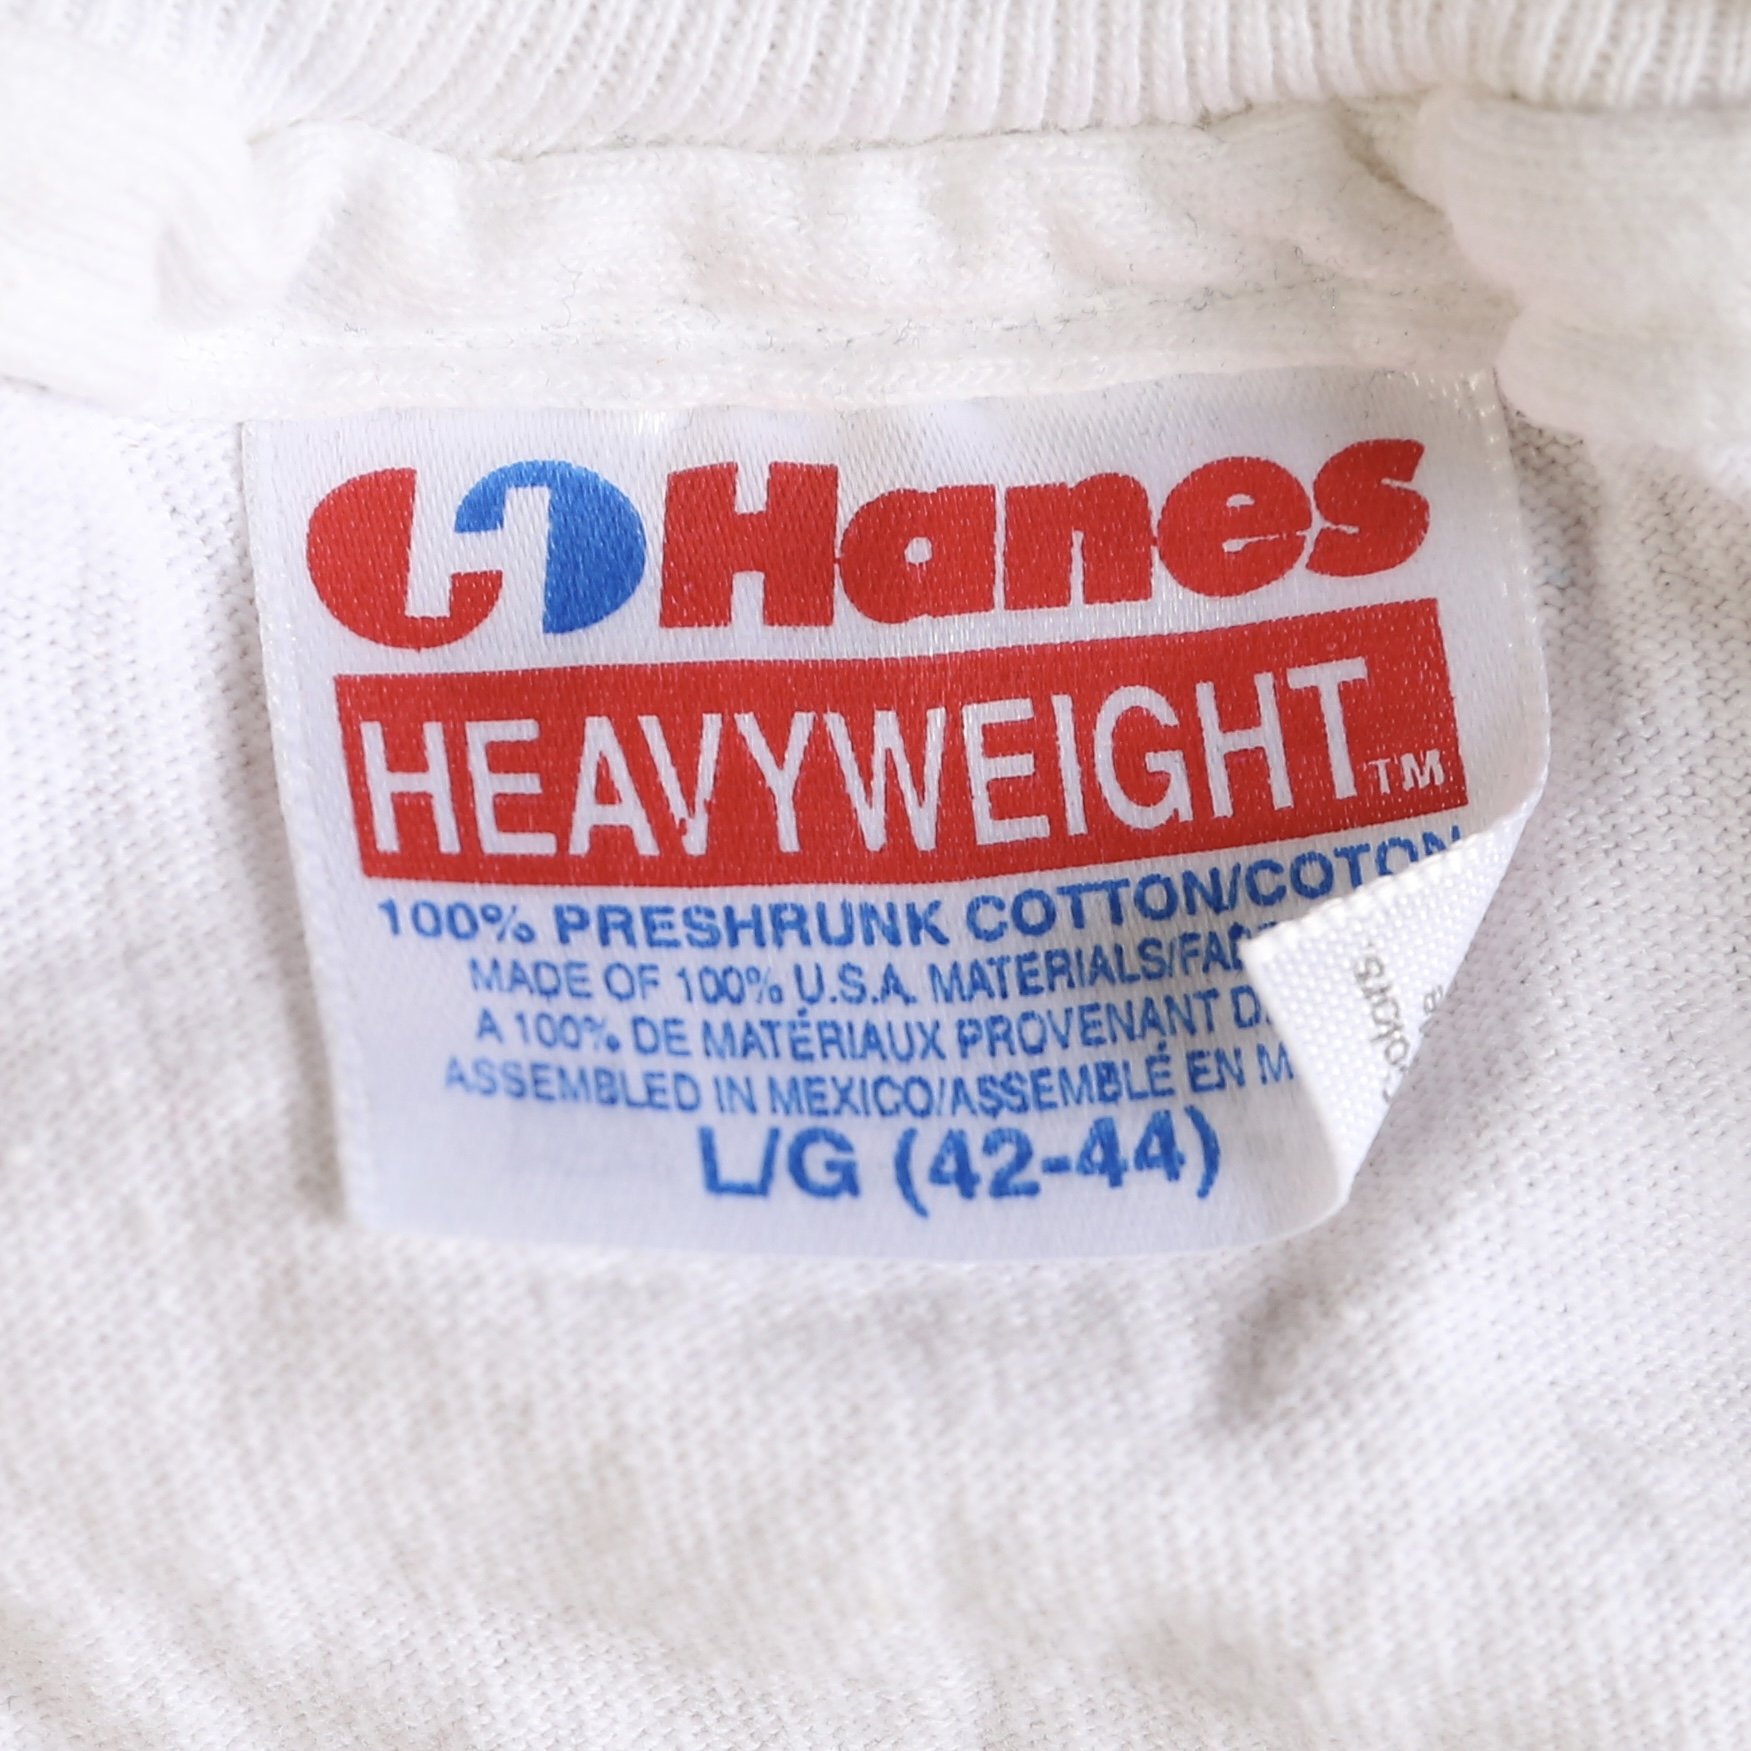 Hanes
HEAVYWEIGHT™
100% PRESHRUNK COTTON/COTON
MADE OF 100% U.S.A. MATERIALS/
A 100% DE MATÉRIAUX PROVENANT
ASSEMBLED IN MEXICO/ASSEMBLÉ EN
L/G (42-44)